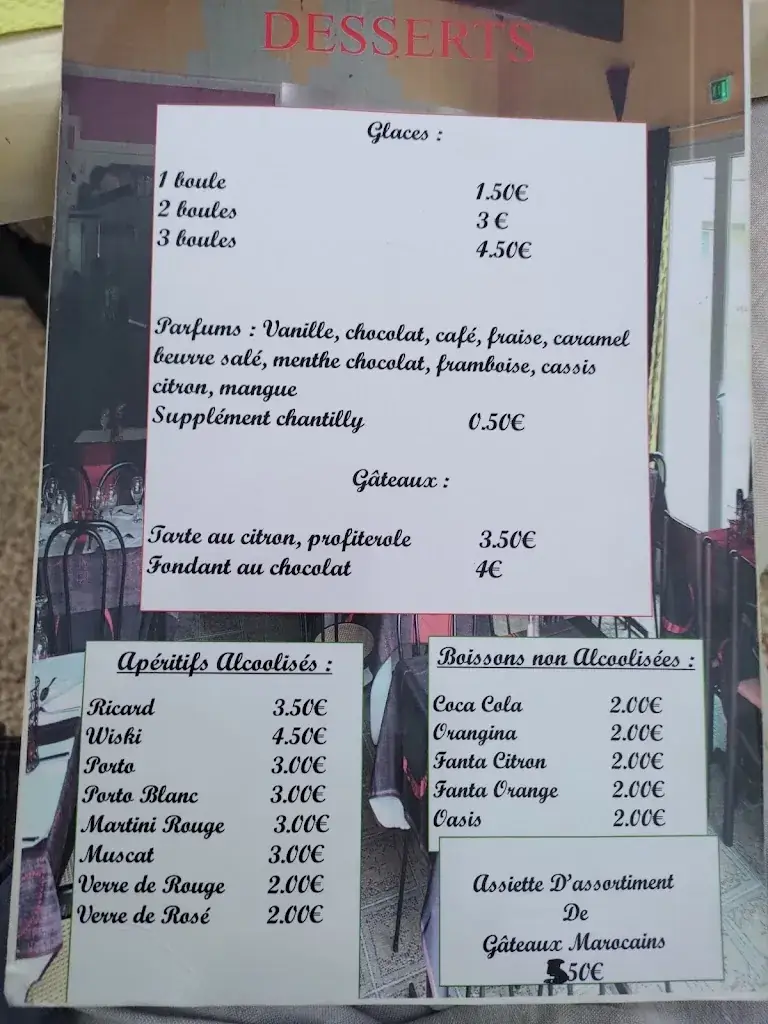 DESSERTS
Glaces :
1 boule 1.50€
2 boules 3 €
3 boules 4.50€
Parfums : Vanille, chocolat, café, fraise, caramel
beurre salé, menthe chocolat, framboise, cassis
citron, mangue
Supplément chantilly 0.50€
Gâteaux :
Tarte au citron, profiterole 3.50€
Fondant au chocolat 4€
Apéritifs Alcoolisés :
Ricard 3.50€
Wiski 4.50€
Porto 3.00€
Porto Blanc 3.00€
Martini Rouge 3.00€
Muscat 3.00€
Verre de Rouge 2.00€
Verre de Rosé 2.00€
Boissons non Alcoolisées :
Coca Cola 2.00€
Orangina 2.00€
Fanta Citron 2.00€
Fanta Orange 2.00€
Oasis 2.00€
Assiette D'assortiment
De
Gâteaux Marocains
50€